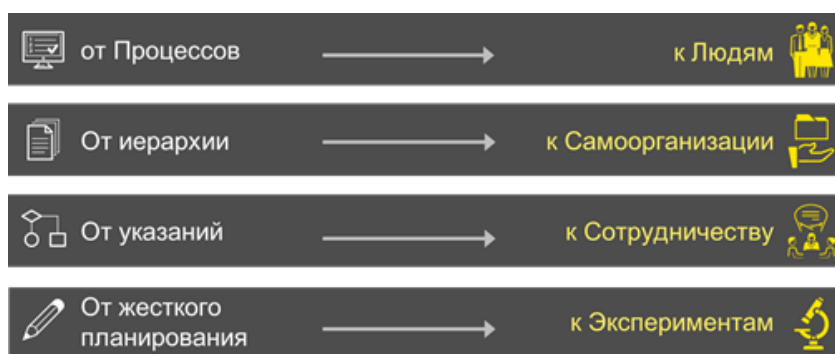 от Процессов к Людям
От иерархии к Самоорганизации
От указаний к Сотрудничеству
От жесткого
планирования к Экспериментам